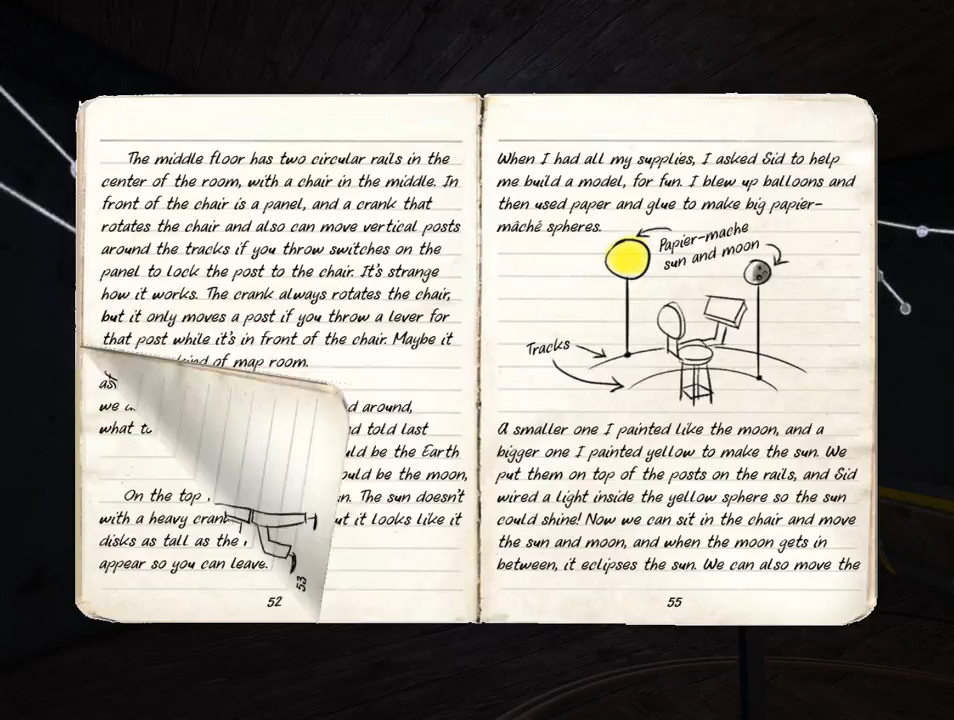 The middle floor has two circular rails in the
center of the room, with a chair in the middle. In
front of the chair is a panel, and a crank that
rotates the chair and also can move vertical posts
around the tracks if you throw switches on the
panel to lock the post to the chair. It's strange
how it works. The crank always rotates the chair,
but it only moves a post if you throw a lever for
that post while it's in front of the chair. Maybe it
of map room.
we around,
what told last
be the Earth
be the moon,
On the top The sun doesn't
with a heavy it looks like it
disks as tall as the
appear so you can leave.
53
52
When I had all my supplies, I asked Sid to help
me build a model, for fun. I blew up balloons and
then used paper and glue to make big papier-
mâché spheres.
Papier-mache
sun and moon
Tracks
A smaller one I painted like the moon, and a
bigger one I painted yellow to make the sun. We
put them on top of the posts on the rails, and Sid
wired a light inside the yellow sphere so the sun
could shine! Now we can sit in the chair and move
the sun and moon, and when the moon gets in
between, it eclipses the sun. We can also move the
55